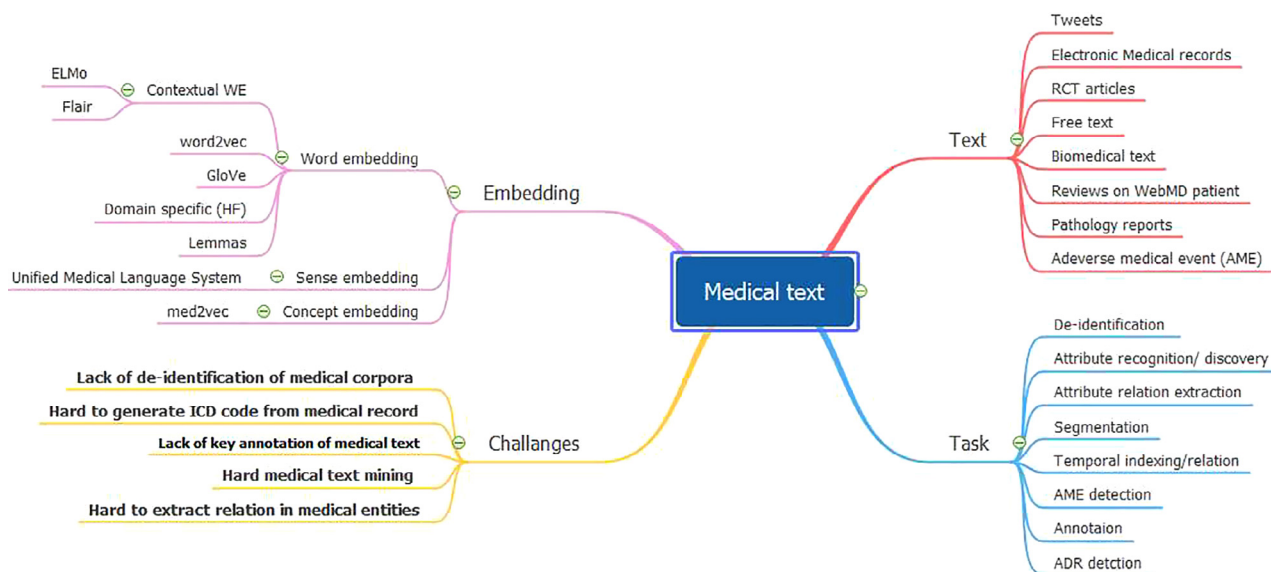 Medical text
Text
Tweets
Electronic Medical records
RCT articles
Free text
Biomedical text
Reviews on WebMD patient
Pathology reports
Adeverse medical event (AME)
Task
De-identification
Attribute recognition/ discovery
Attribute relation extraction
Segmentation
Temporal indexing/relation
AME detection
Annotaion
ADR detction
Embedding
Word embedding
Contextual WE
ELMo
Flair
word2vec
GloVe
Domain specific (HF)
Lemmas
Sense embedding
Unified Medical Language System
Concept embedding
med2vec
Challanges
Lack of de-identification of medical corpora
Hard to generate ICD code from medical record
Lack of key annotation of medical text
Hard medical text mining
Hard to extract relation in medical entities